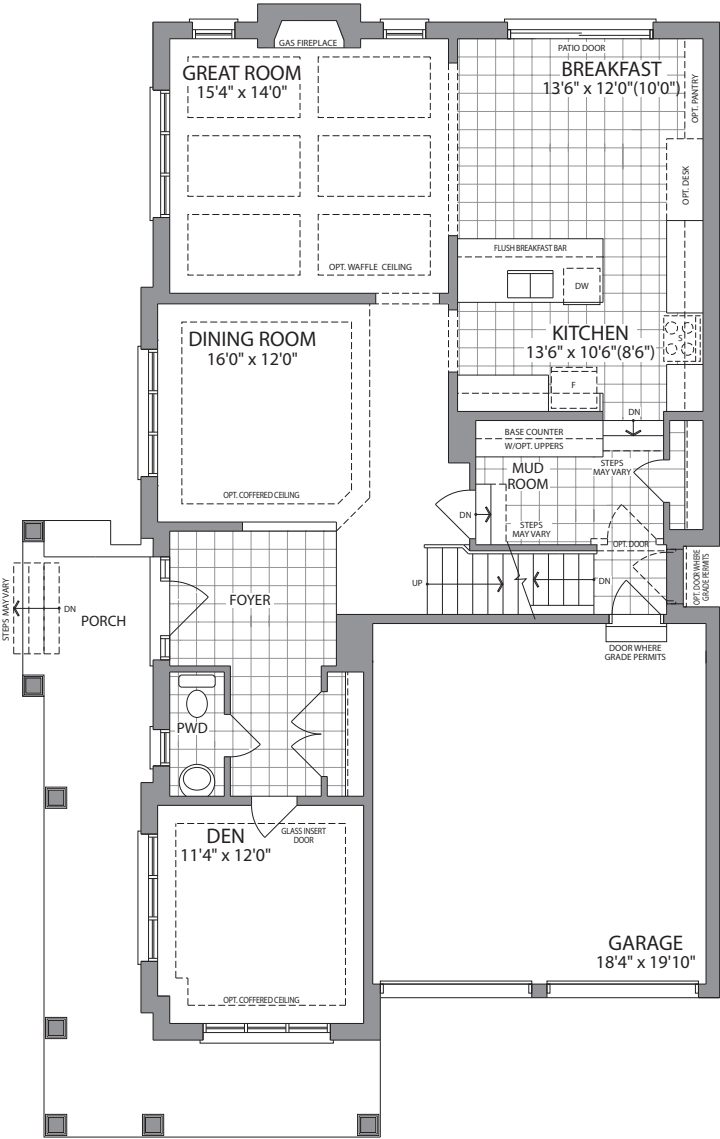 GAS FIREPLACE
PATIO DOOR
GREAT ROOM
15'4" x 14'0"
BREAKFAST
13'6" x 12'0"(10'0")
OPT. PANTRY
OPT. DESK
OPT. WAFFLE CEILING
FLUSH BREAKFAST BAR
DW
DINING ROOM
16'0" x 12'0"
KITCHEN
13'6" x 10'6"(8'6")
S
F
DN
BASE COUNTER
W/OPT. UPPERS
MUD
ROOM
STEPS
MAY VARY
OPT. COFFERED CEILING
DN
STEPS
MAY VARY
OPT. DOOR
UP
DN
OPT. DOOR WHERE
GRADE PERMITS
STEPS MAY VARY
DN
PORCH
FOYER
DOOR WHERE
GRADE PERMITS
PWD
DEN
11'4" x 12'0"
GLASS INSERT
DOOR
GARAGE
18'4" x 19'10"
OPT. COFFERED CEILING